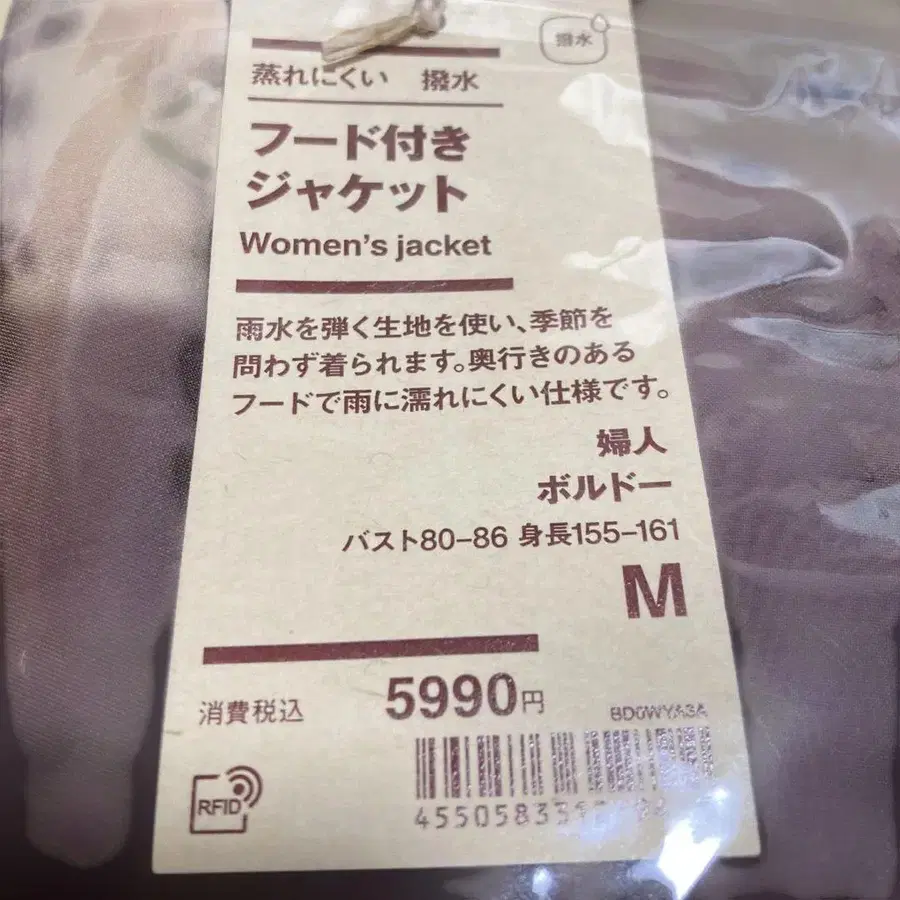 撥水
蒸れにくい 撥水
フード付き
ジャケット
Women's jacket
雨水を弾く生地を使い、季節を
問わず着られます。奥行きのある
フードで雨に濡れにくい仕様です。
婦人
ボルドー
バスト80-86 身長155-161
M
消費税込 5990円
BD0WYA3A
RFID